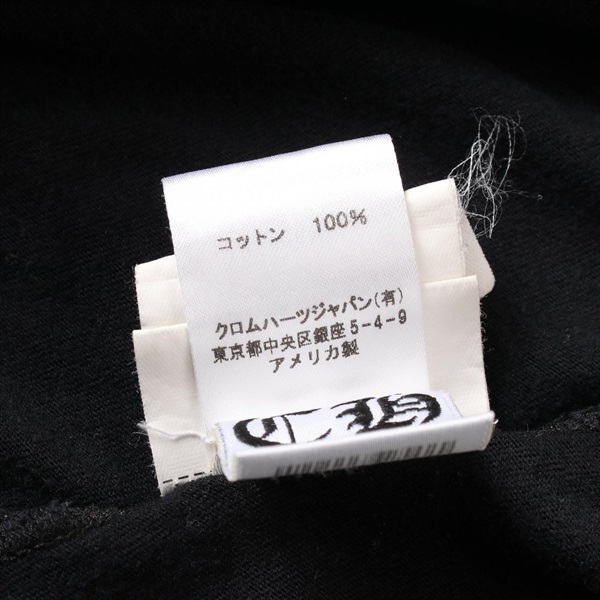 コットン 100%
クロムハーツジャパン(有)
東京都中央区銀座5-4-9
アメリカ製
CH